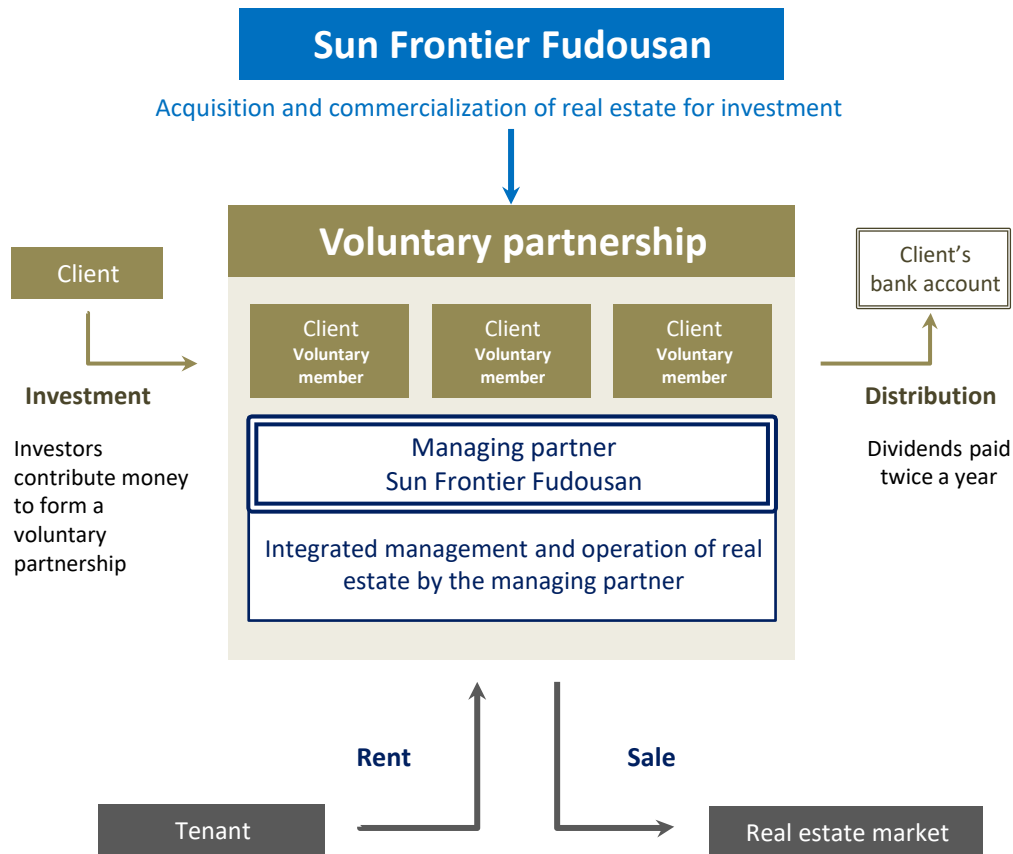 Sun Frontier Fudousan
Acquisition and commercialization of real estate for investment
Voluntary partnership
Client
Client's
bank account
Client
Voluntary
member
Client
Voluntary
member
Client
Voluntary
member
Investment
Investors
contribute money
to form a
voluntary
partnership
Distribution
Dividends paid
twice a year
Managing partner
Sun Frontier Fudousan
Integrated management and operation of real
estate by the managing partner
Rent
Sale
Tenant
Real estate market